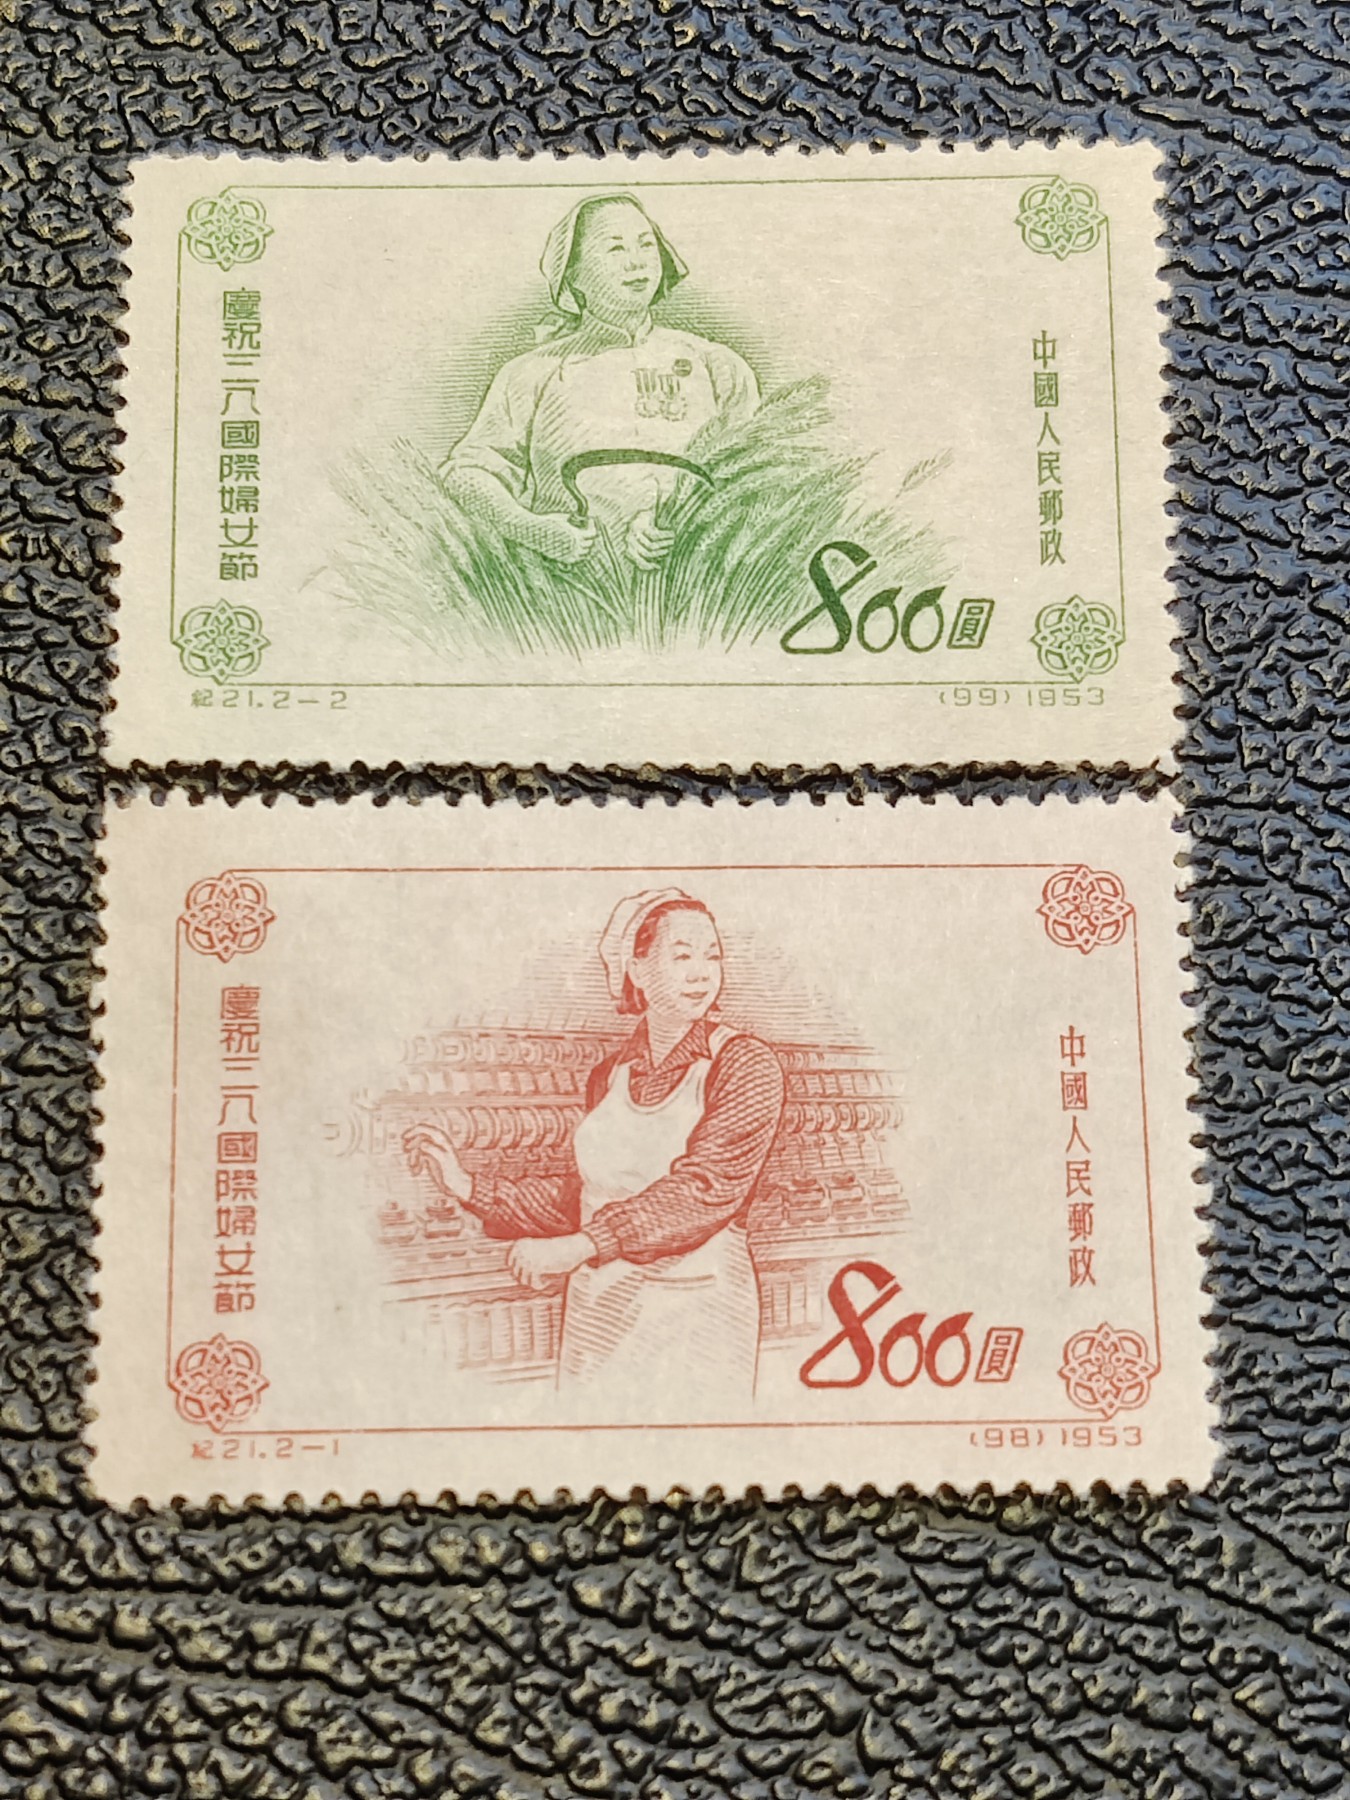 慶祝三八國際婦女節
中國人民郵政
800圓
紀21.2-2
(99)1953
慶祝三八國際婦女節
中國人民郵政
800圓
紀21.2-1
(98)1953